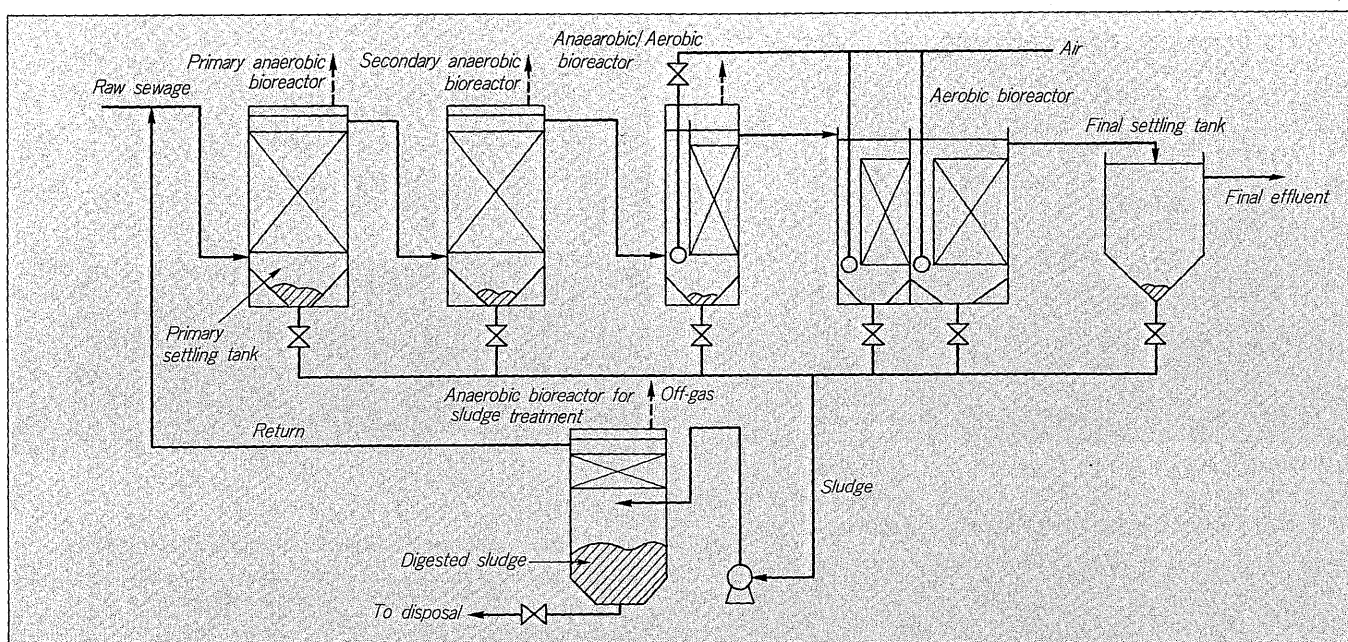 Raw sewage
Primary anaerobic
bioreactor
Secondary anaerobic
bioreactor
Anaearobic/Aerobic
bioreactor
Air
Aerobic bioreactor
Final settling tank
Final effluent
Primary
settling tank
Anaerobic bioreactor for
sludge treatment
Off-gas
Return
Sludge
Digested sludge
To disposal